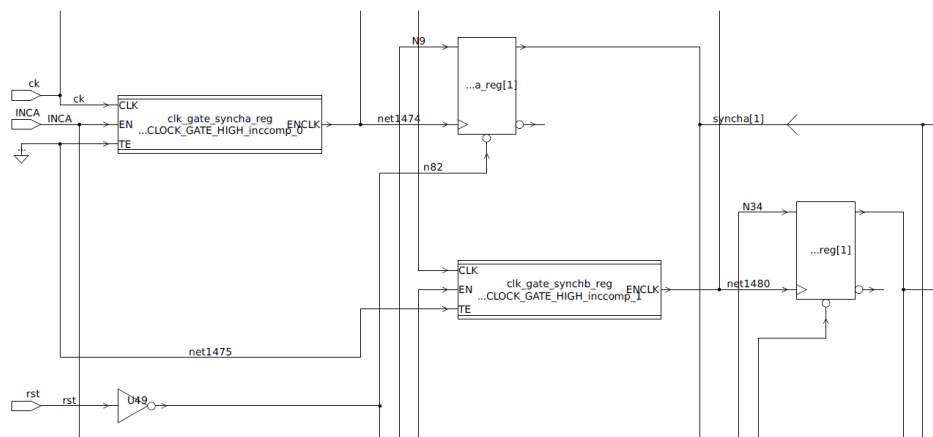 N9
...a_reg[1]
ck
ck
CLK
clk_gate_syncha_reg
INCA
INCA
EN
...CLOCK_GATE_HIGH_inccomp_0
ENCLK
net1474
syncha[1]
TE
...
n82
N34
...reg[1]
CLK
clk_gate_synchb_reg
EN
...CLOCK_GATE_HIGH_inccomp_1
ENCLK
net1480
TE
net1475
rst
rst
U49